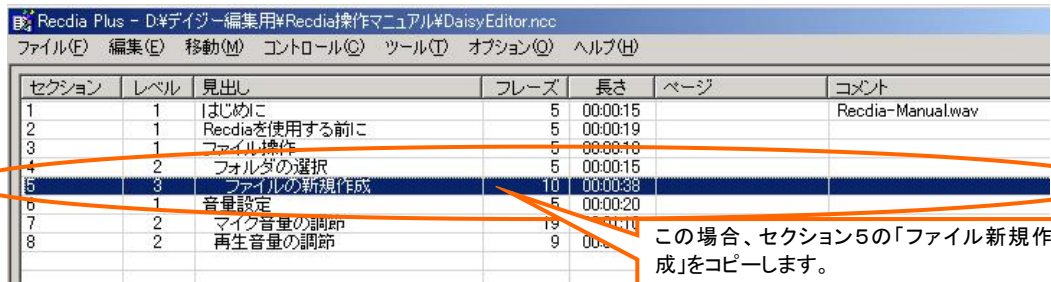 Recdia Plus - D:¥デイジー編集用¥Recdia操作マニュアル¥DaisyEditor.ncc
ファイル(F) 編集(E) 移動(M) コントロール(C) ツール(T) オプション(O) ヘルプ(H)
セクション レベル 見出し フレーズ 長さ ページ コメント
1 1 はじめに 5 00:00:15 Recdia-Manual.wav
2 1 Recdiaを使用する前に 5 00:00:19
3 1 ファイル操作 5 00:00:18
4 2 フォルダの選択 5 00:00:15
5 3 ファイルの新規作成 10 00:00:38
6 1 音量設定 5 00:00:20
7 2 マイク音量の調節 19
8 2 再生音量の調節 9
この場合、セクション5の「ファイル新規作
成」をコピーします。